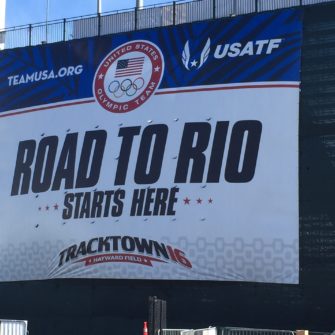 TEAMUSA.ORG
UNITED STATES
OLYMPIC TEAM
USATF
ROAD TO RIO
STARTS HERE
TRACKTOWN16
HAYWARD FIELD